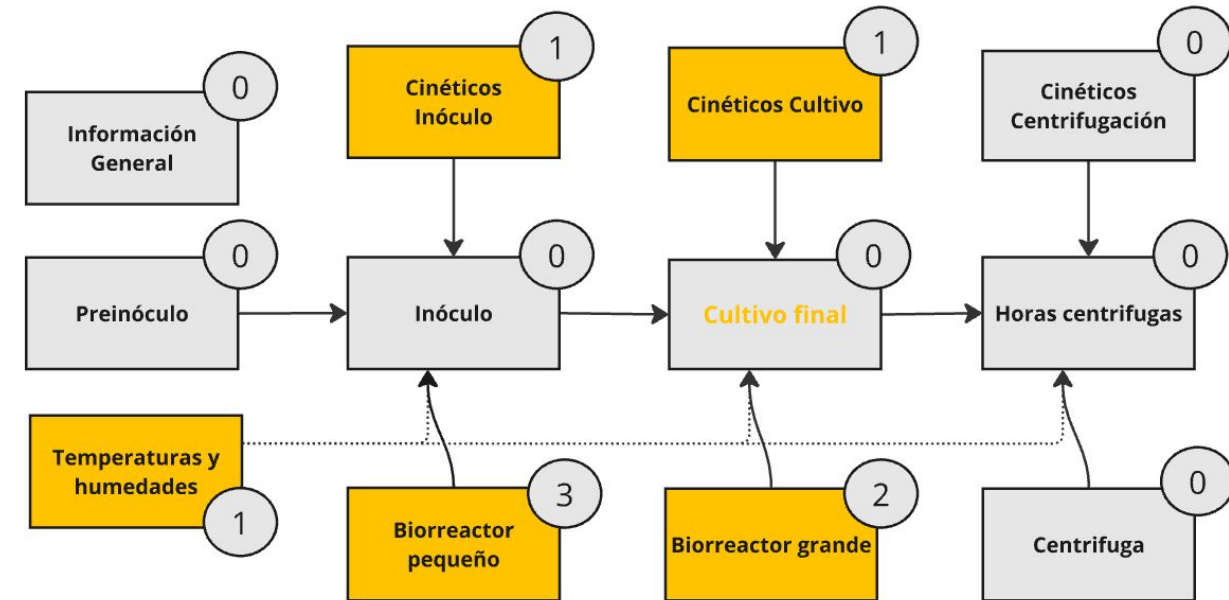 0
Información
General
1
Cinéticos
Inóculo
1
Cinéticos Cultivo
0
Cinéticos
Centrifugación
0
Preinóculo
0
Inóculo
0
Cultivo final
0
Horas centrifugas
Temperaturas y
humedades
1
3
Biorreactor
pequeño
2
Biorreactor grande
0
Centrifuga